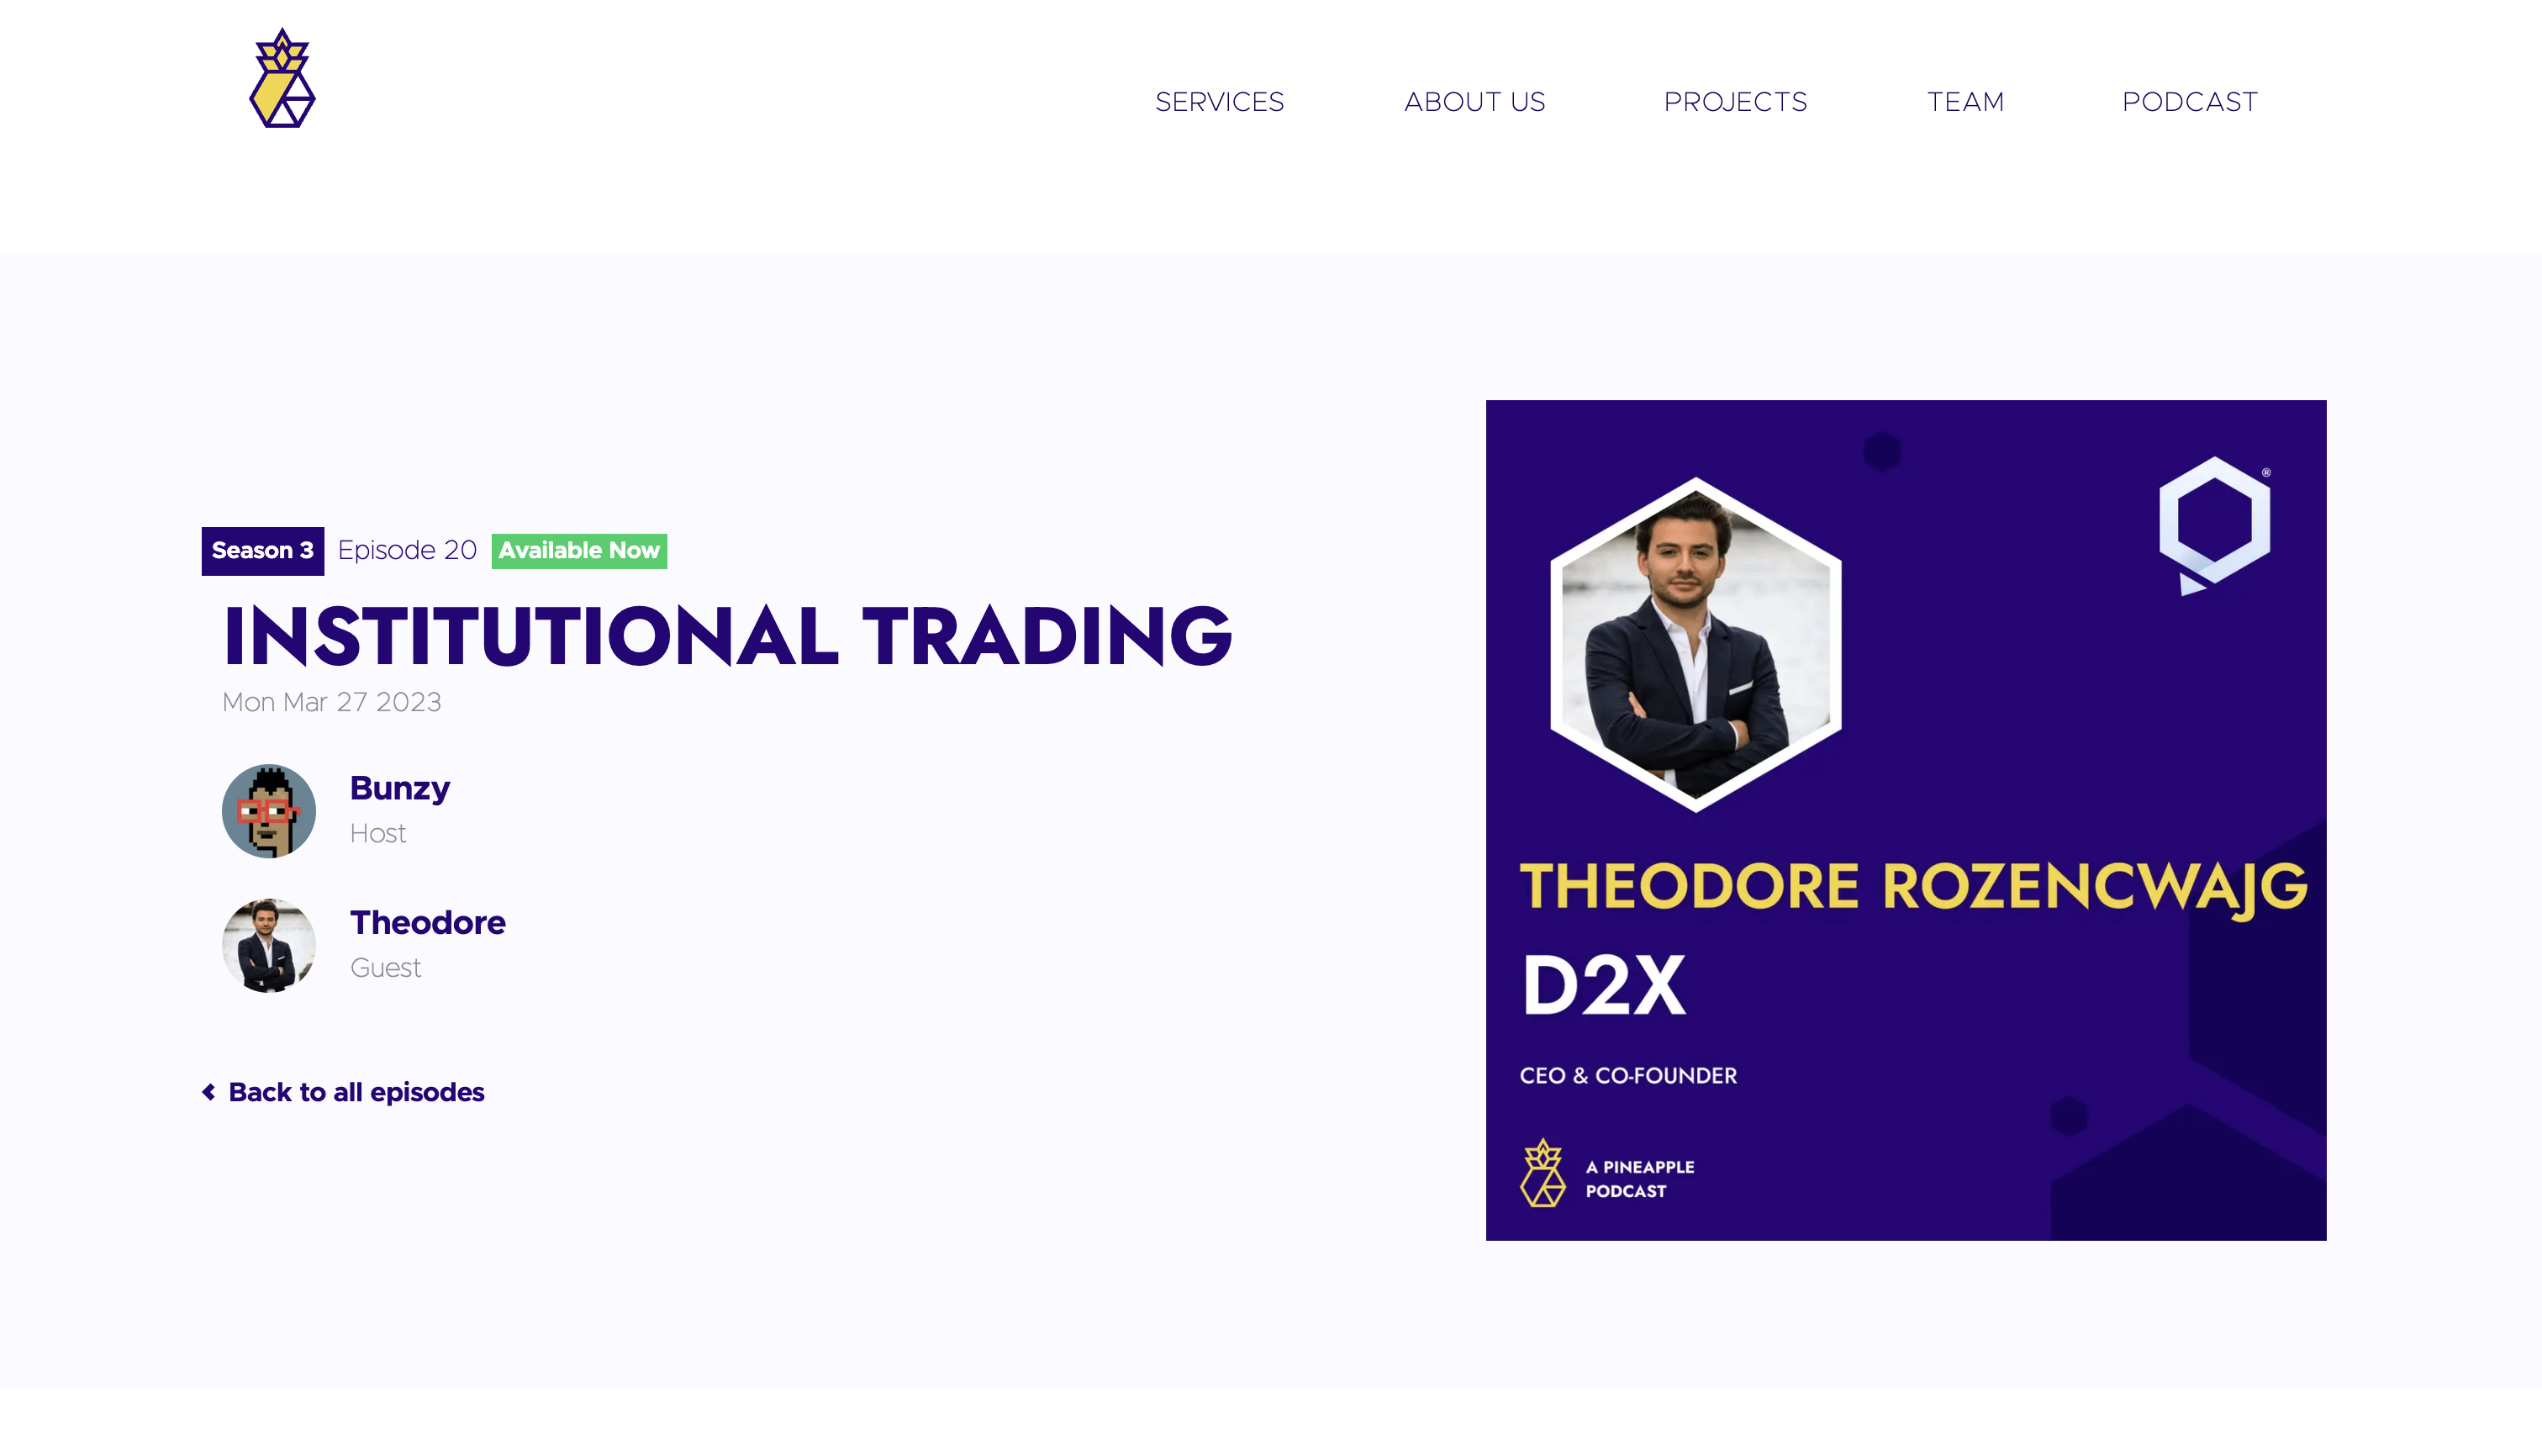 SERVICES
ABOUT US
PROJECTS
TEAM
PODCAST
Season 3 Episode 20 Available Now
INSTITUTIONAL TRADING
Mon Mar 27 2023
Bunzy
Host
Theodore
Guest
Back to all episodes
®
THEODORE ROZENCWAJG
D2X
CEO & CO-FOUNDER
A PINEAPPLE
PODCAST